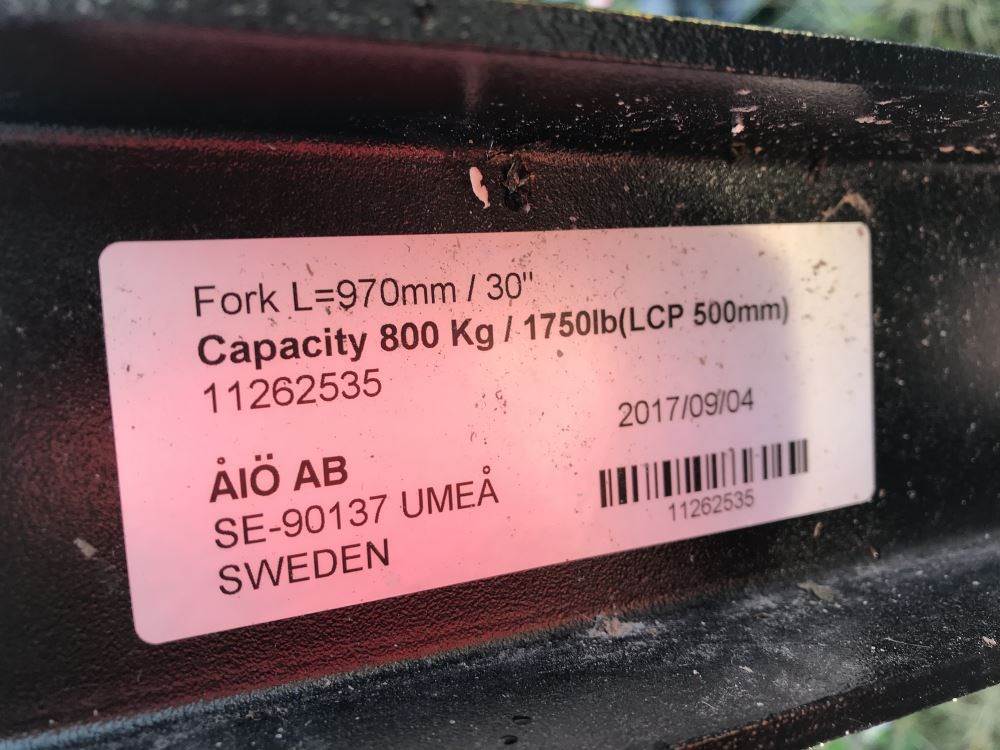 Fork L=970mm / 30"
Capacity 800 Kg / 1750lb(LCP 500mm)
11262535
2017/09/04
ÅIÖ AB
SE-90137 UMEÅ
SWEDEN
11262535